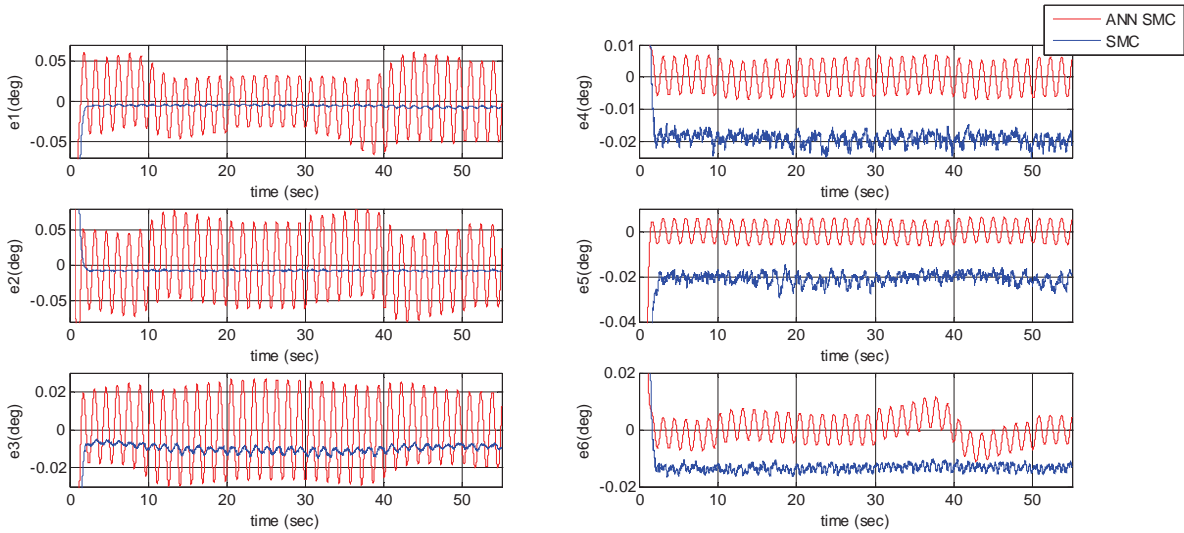 ANN SMC
SMC
0.05
0
-0.05
e1(deg)
0 10 20 30 40 50
time (sec)
0.01
0
-0.01
-0.02
e4(deg)
0 10 20 30 40 50
time (sec)
0.05
0
-0.05
e2(deg)
0 10 20 30 40 50
time (sec)
0
-0.02
-0.04
e5(deg)
0 10 20 30 40 50
time (sec)
0.02
0
-0.02
e3(deg)
0 10 20 30 40 50
time (sec)
0.02
0
-0.02
ee6(deg)
0 10 20 30 40 50
time (sec)